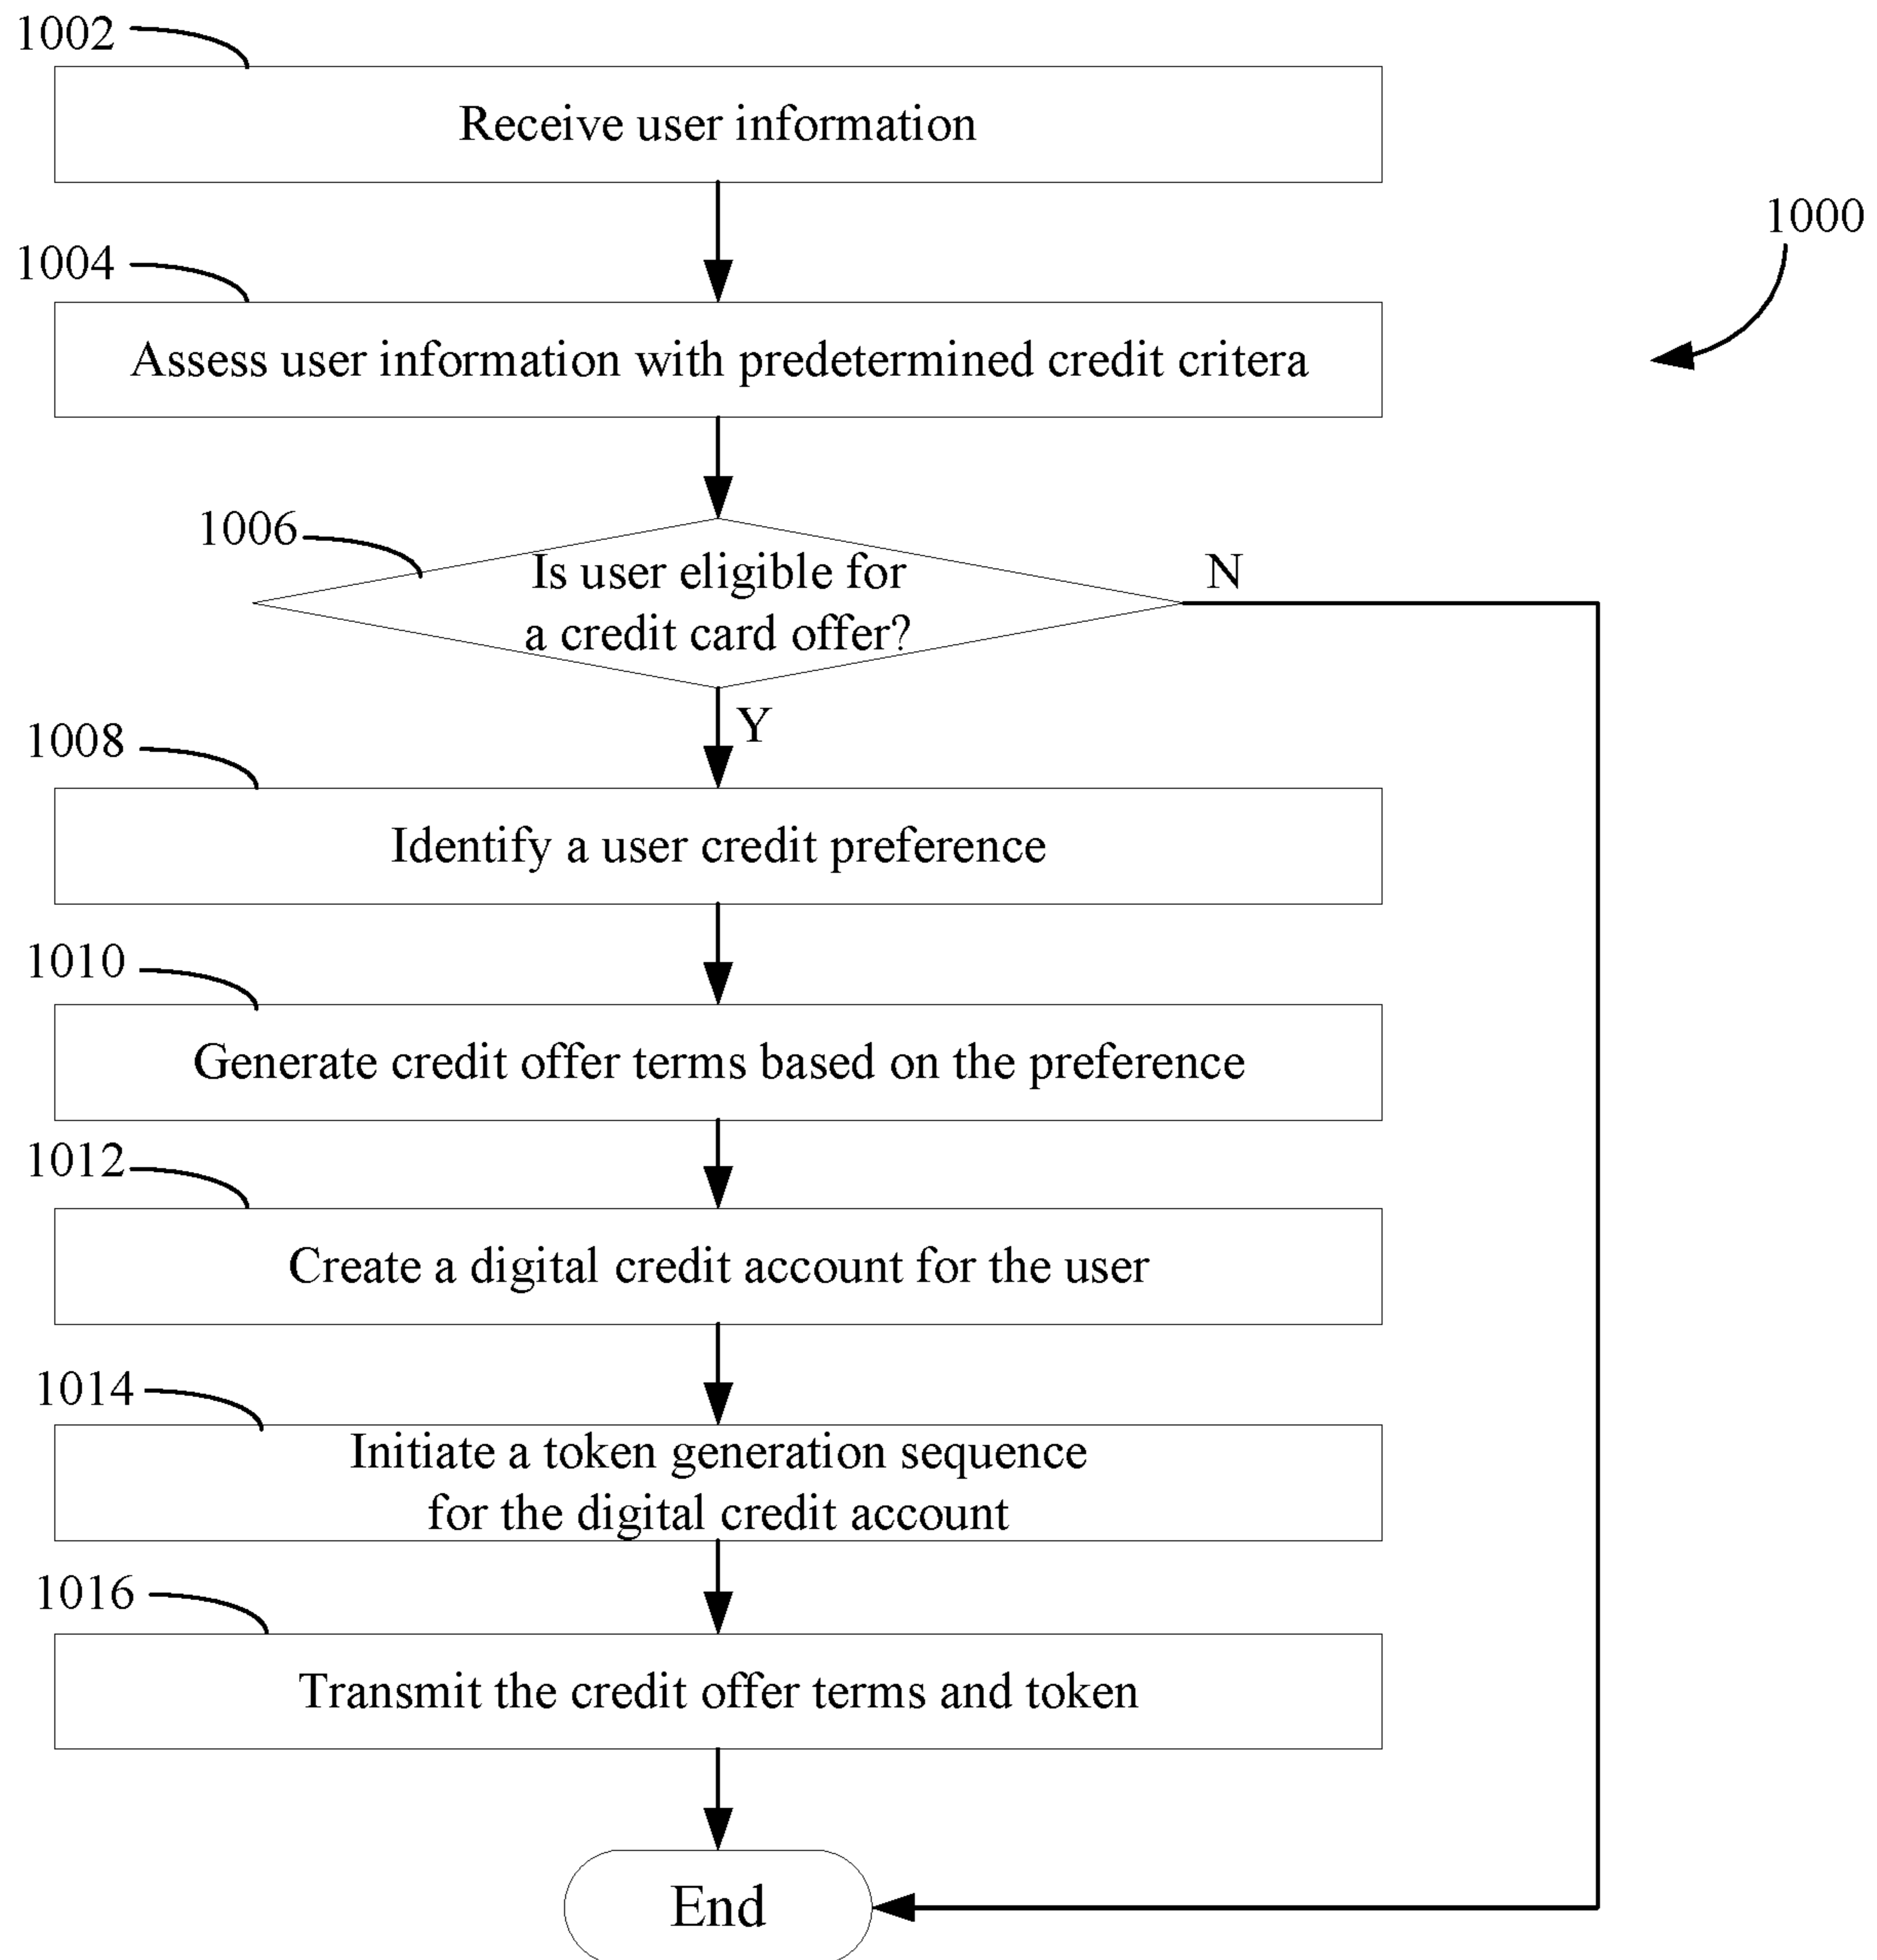 1002
Receive user information
1000
1004
Assess user information with predetermined credit critera
1006
Is user eligible for
a credit card offer?
N
Y
1008
Identify a user credit preference
1010
Generate credit offer terms based on the preference
1012
Create a digital credit account for the user
1014
Initiate a token generation sequence
for the digital credit account
1016
Transmit the credit offer terms and token
End